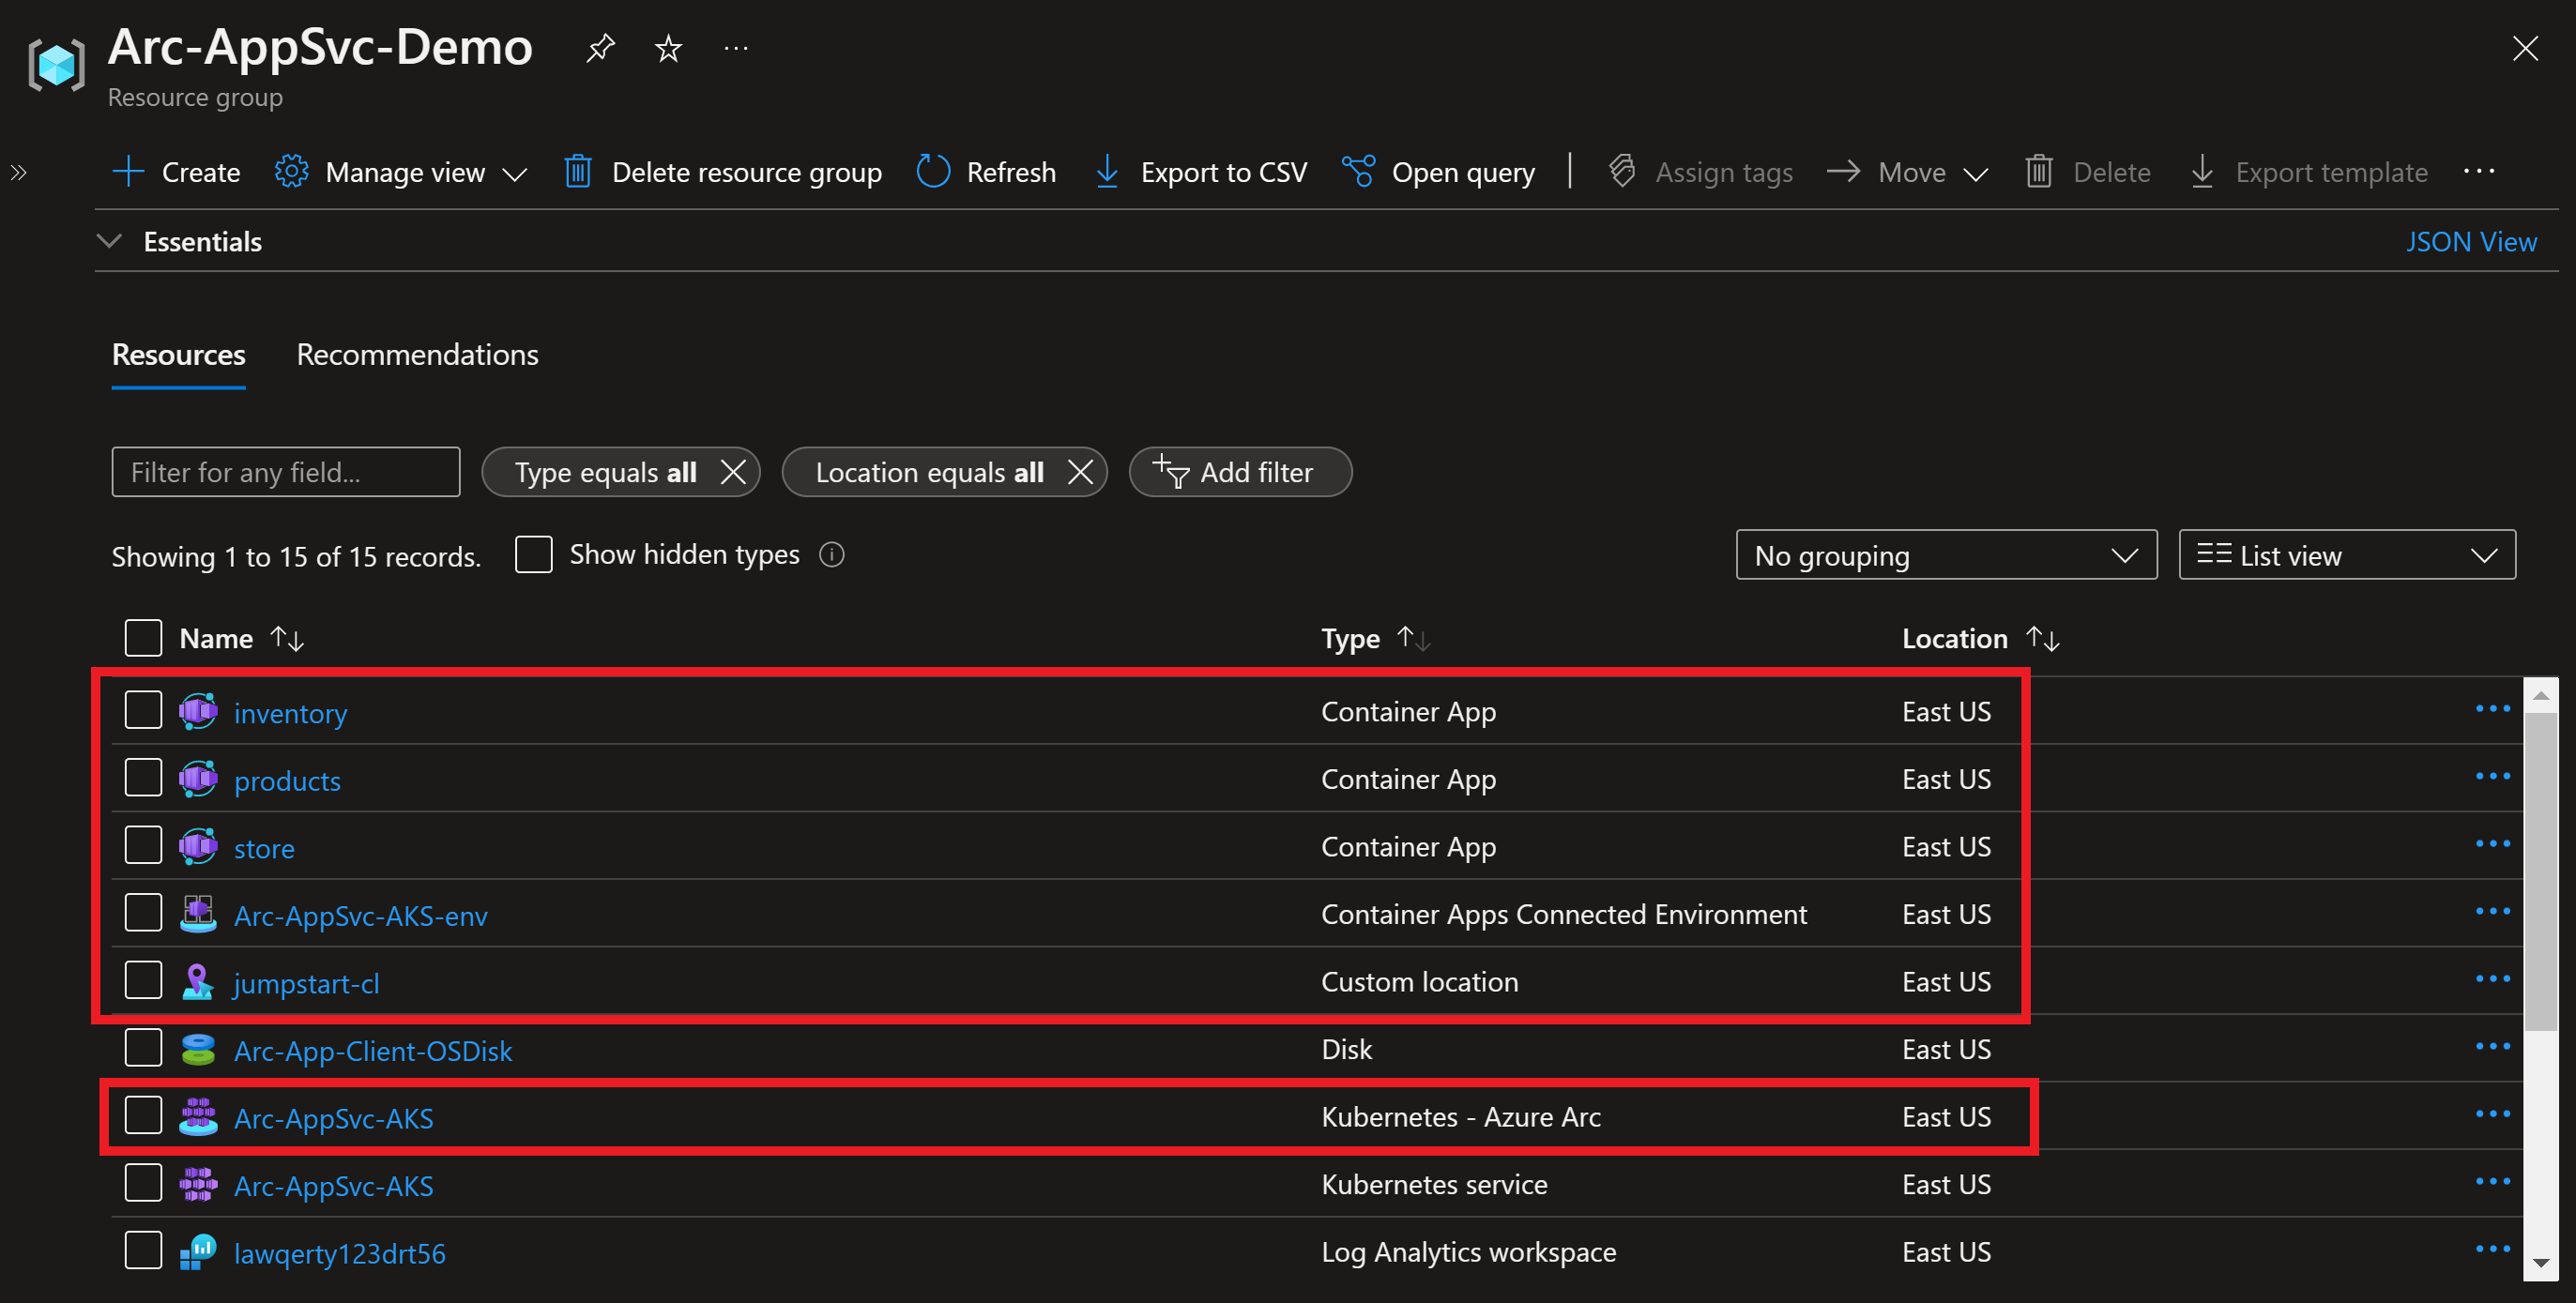 Arc-AppSvc-Demo
Resource group
Create Manage view Delete resource group Refresh Export to CSV Open query Assign tags Move Delete Export template
Essentials JSON View
Resources Recommendations
Filter for any field... Type equals all Location equals all Add filter
Showing 1 to 15 of 15 records. Show hidden types No grouping List view
Name Type Location
inventory Container App East US
products Container App East US
store Container App East US
Arc-AppSvc-AKS-env Container Apps Connected Environment East US
jumpstart-cl Custom location East US
Arc-App-Client-OSDisk Disk East US
Arc-AppSvc-AKS Kubernetes - Azure Arc East US
Arc-AppSvc-AKS Kubernetes service East US
lawqerty123drt56 Log Analytics workspace East US